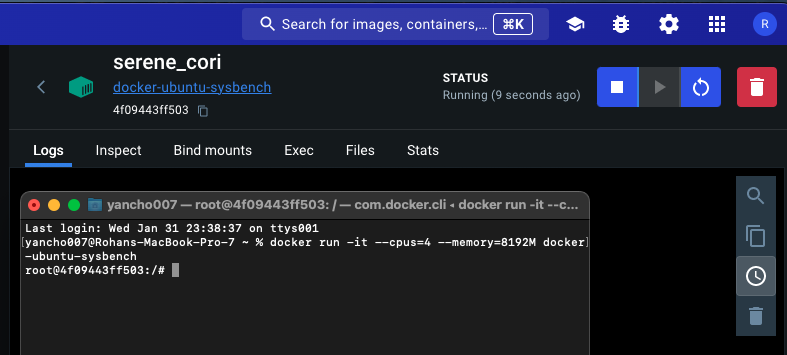 Search for images, containers,... ⌘K
R
serene_cori
docker-ubuntu-sysbench
4f09443ff503
STATUS
Running (9 seconds ago)
Logs Inspect Bind mounts Exec Files Stats
yancho007 — root@4f09443ff503: / — com.docker.cli ◂ docker run -it --c...
Last login: Wed Jan 31 23:38:37 on ttys001
[yancho007@Rohans-MacBook-Pro-7 ~ % docker run -it --cpus=4 --memory=8192M docker]
-ubuntu-sysbench
root@4f09443ff503:/#